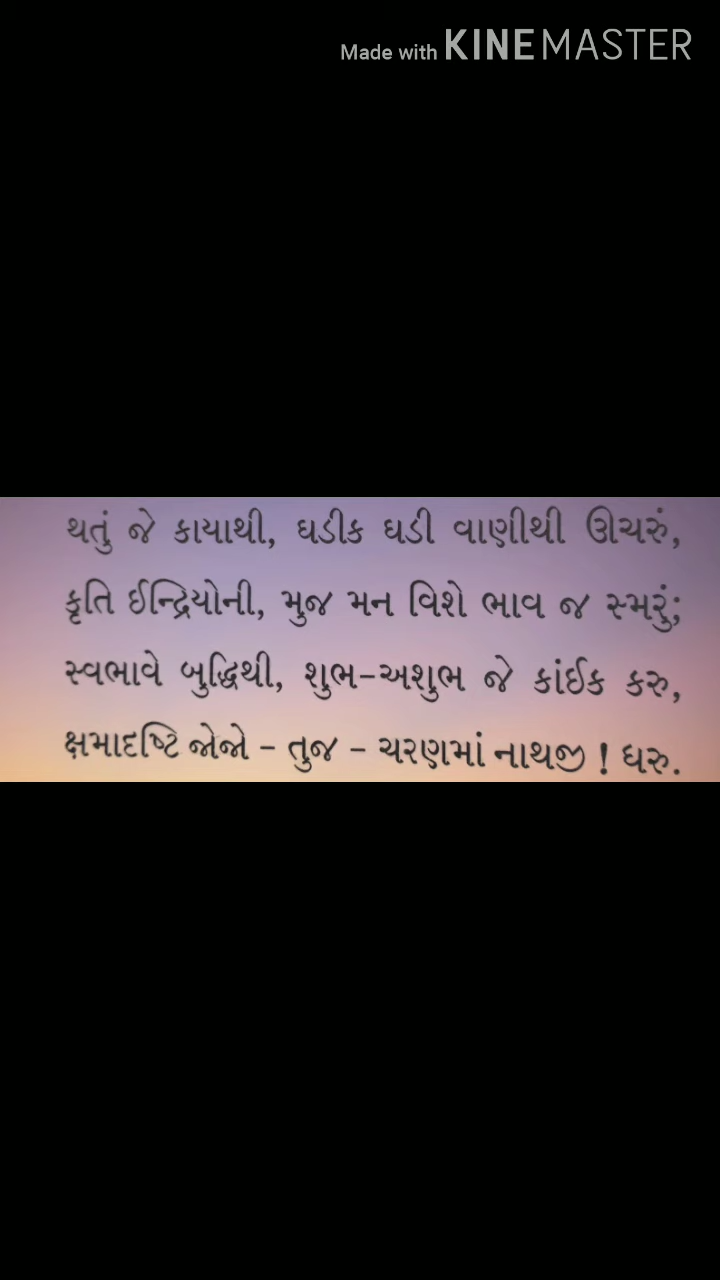 Made with KINEMASTER
થતું જે કાયાથી, ઘડીક ઘડી વાણીથી ઊચરું,
કૃતિ ઈન્દ્રિયોની, મુજ મન વિશે ભાવ જ સ્મરું;
સ્વભાવે બુદ્ધિથી, શુભ-અશુભ જે કાંઈક કરુ,
ક્ષમાદષ્ટિ જોજો - તુજ - ચરણમાં નાથજી ! ધરુ.